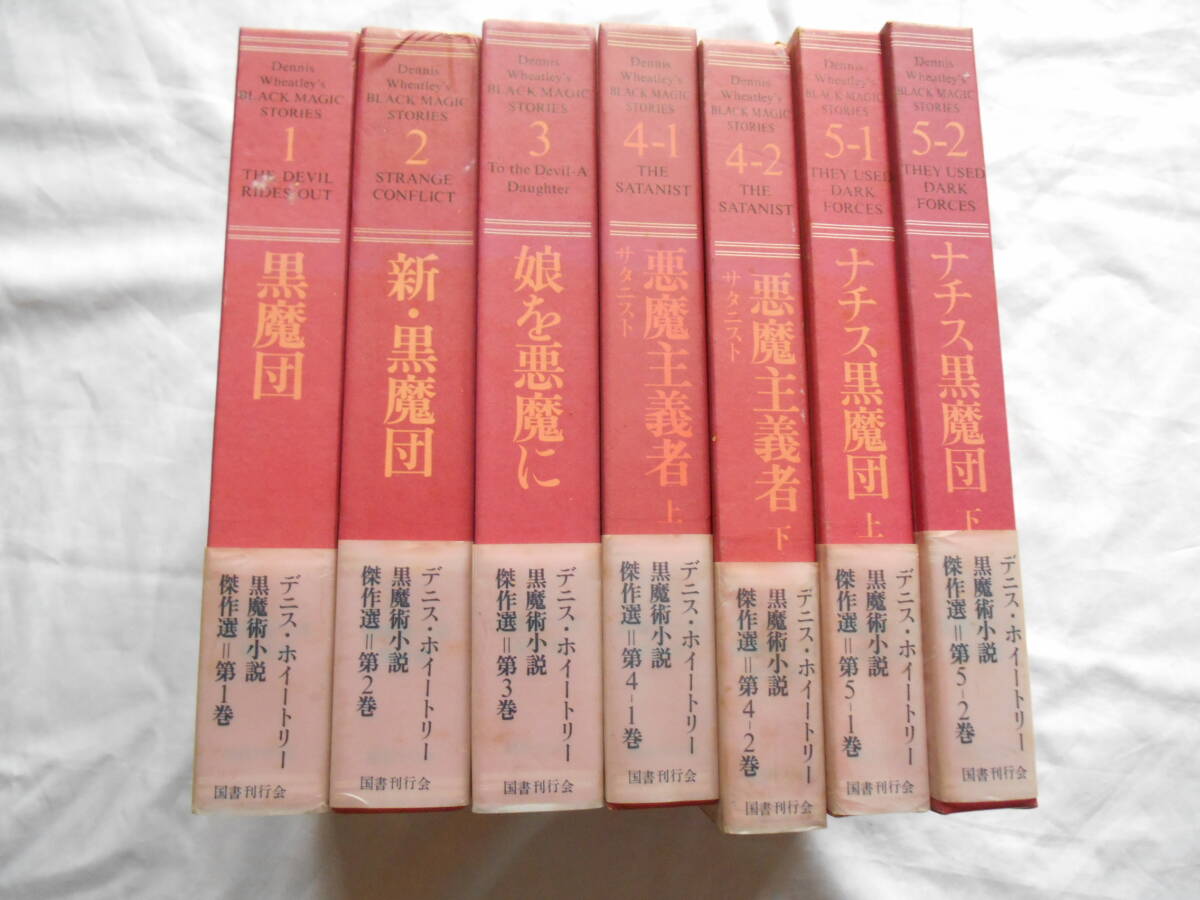 Dennis
Wheatley's
BLACK MAGIC
STORIES
1
THE DEVIL
RIDES OUT
黒魔団
デニス・ホイートリー
黒魔術小説
傑作選=第1巻
国書刊行会
Dennis
Wheatley's
BLACK MAGIC
STORIES
2
STRANGE
CONFLICT
新・黒魔団
デニス・ホイートリー
黒魔術小説
傑作選=第2巻
国書刊行会
Dennis
Wheatley's
BLACK MAGIC
STORIES
3
To the Devil-A
Daughter
娘を悪魔に
デニス・ホイートリー
黒魔術小説
傑作選=第3巻
国書刊行会
Dennis
Wheatley's
BLACK MAGIC
STORIES
4-1
THE
SATANIST
悪魔主義者 上
サタニスト
デニス・ホイートリー
黒魔術小説
傑作選=第4-1巻
国書刊行会
Dennis
Wheatley's
BLACK MAGIC
STORIES
4-2
THE
SATANIST
悪魔主義者 下
サタニスト
デニス・ホイートリー
黒魔術小説
傑作選=第4-2巻
国書刊行会
Dennis
Wheatley's
BLACK MAGIC
STORIES
5-1
THEY USED
DARK
FORCES
ナチス黒魔団 上
デニス・ホイートリー
黒魔術小説
傑作選=第5-1巻
国書刊行会
Dennis
Wheatley's
BLACK MAGIC
STORIES
5-2
THEY USED
DARK
FORCES
ナチス黒魔団 下
デニス・ホイートリー
黒魔術小説
傑作選=第5-2巻
国書刊行会